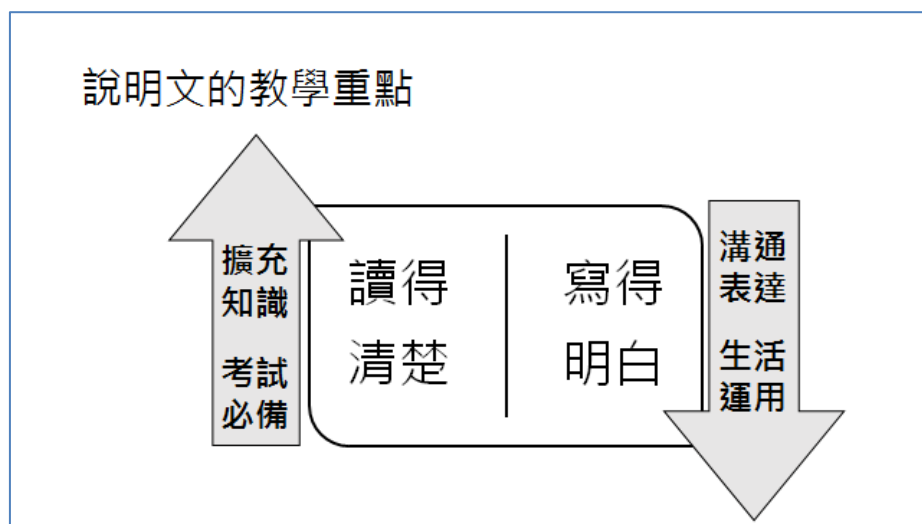 說明文的教學重點
擴充
知識
考試
必備
讀得
清楚
寫得
明白
溝通
表達
生活
運用